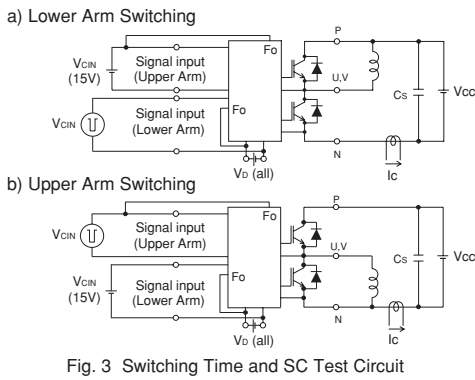 a) Lower Arm Switching
P
Fo
VCIN
(15V)
Signal input
(Upper Arm)
U,V
CS
VCC
Signal input
(Lower Arm)
Fo
VCIN
N
Ic
VD (all)
b) Upper Arm Switching
P
Fo
VCIN
Signal input
(Upper Arm)
U,V
CS
VCC
VCIN
(15V)
Signal input
(Lower Arm)
Fo
N
Ic
VD (all)
Fig. 3 Switching Time and SC Test Circuit